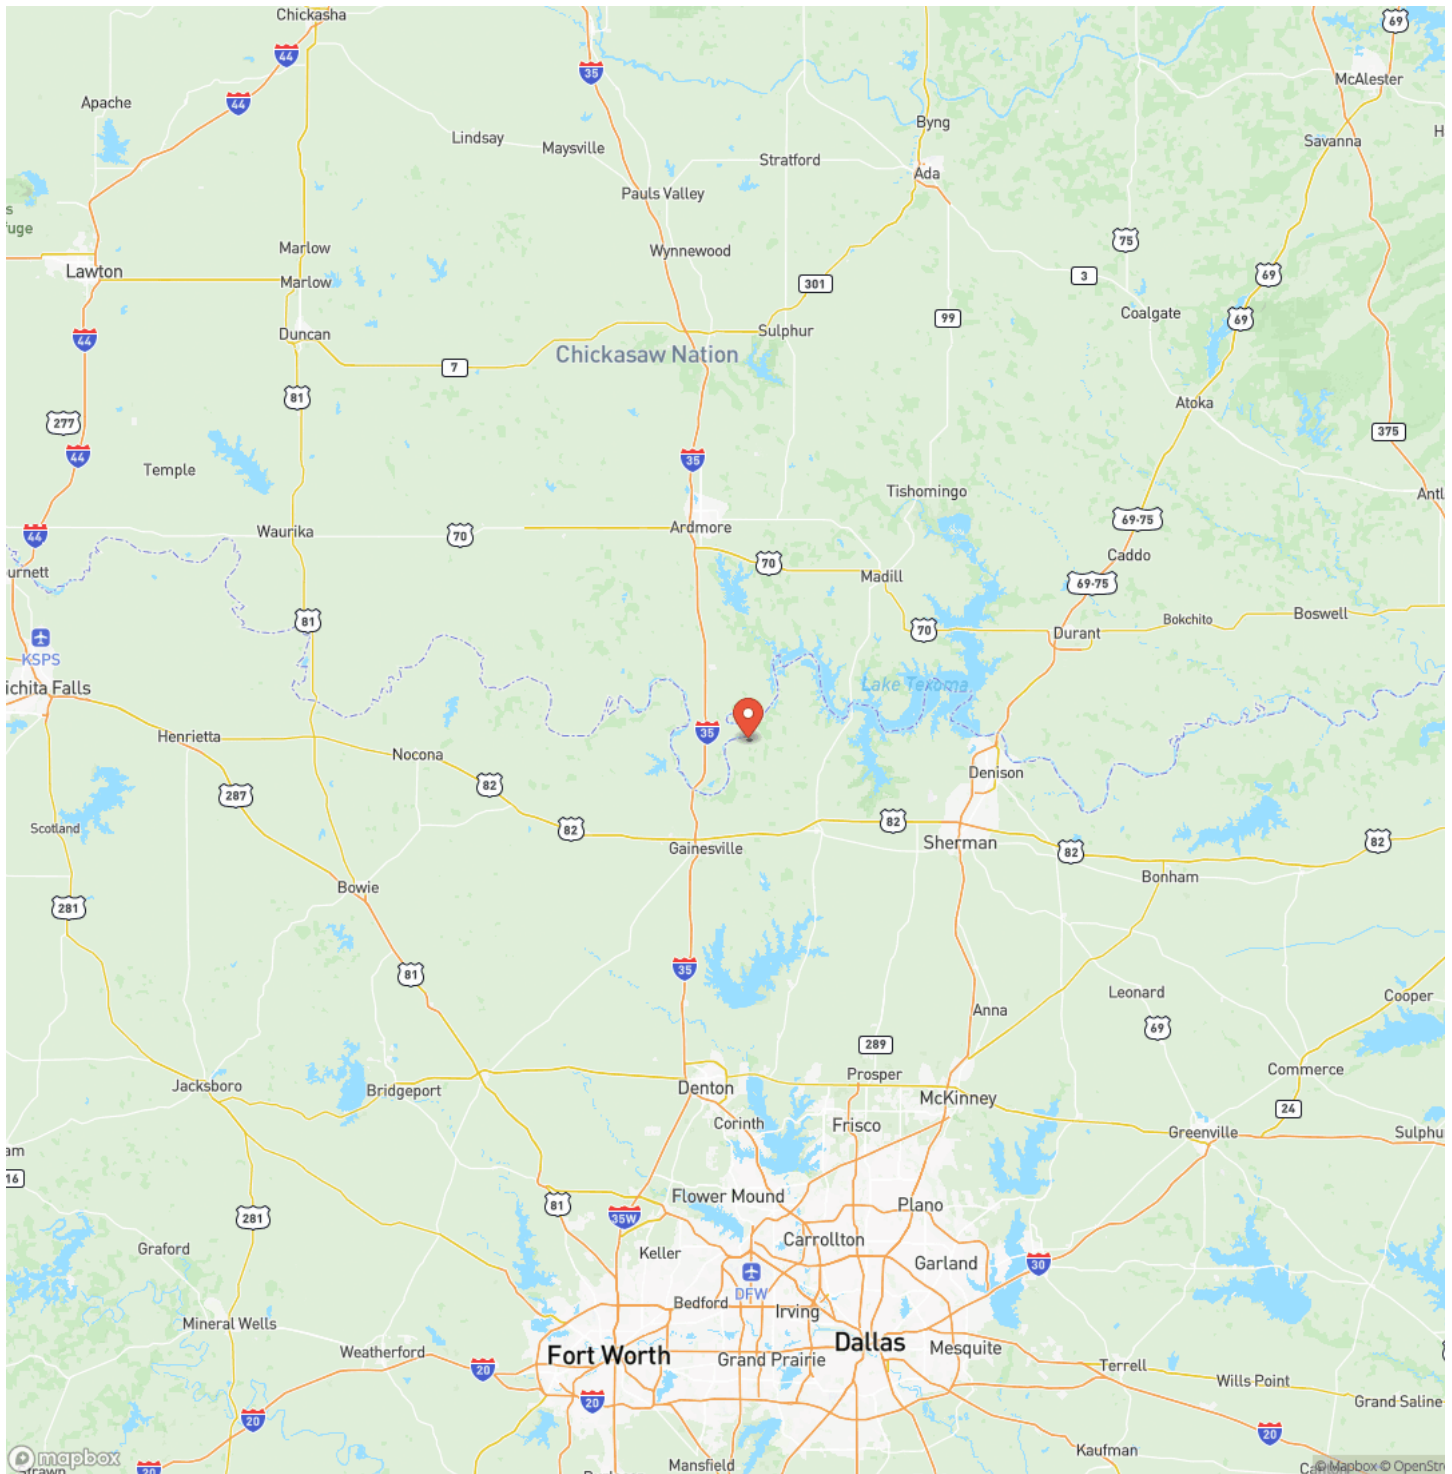 Chickasha
69
44
35
McAlester
Apache
44
Byng
Lindsay
Maysville
Stratford
Savanna
Ada
Pauls Valley
s
uge
Marlow
Wynnewood
75
Lawton
Marlow
301
3
69
99
Coalgate
69
Duncan
Sulphur
44
Chickasaw Nation
7
81
Atoka
277
375
44
35
Temple
Tishomingo
Antl
Waurika
70
Ardmore
69-75
44
Caddo
urnett
70
Madill
69-75
81
Bokchito
Boswell
70
Durant
KSPS
ichita Falls
Lake Texoma
Henrietta
35
Nocona
82
Denison
287
Scotland
82
82
82
Gainesville
Sherman
82
Bonham
Bowie
281
35
81
Leonard
Cooper
Anna
69
289
Prosper
Commerce
Jacksboro
Bridgeport
Denton
McKinney
24
Corinth
Frisco
Greenville
Sulphu
am
16
81
Flower Mound
Plano
281
35W
Carrollton
Graford
Keller
Garland
30
DFW
Bedford
Irving
Mineral Wells
Dallas
Weatherford
Fort Worth
Grand Prairie
Mesquite
20
Terrell
Wills Point
20
Grand Saline
20
20
Kaufman
mapbox
Mansfield
20
© Mapbox © OpenStre